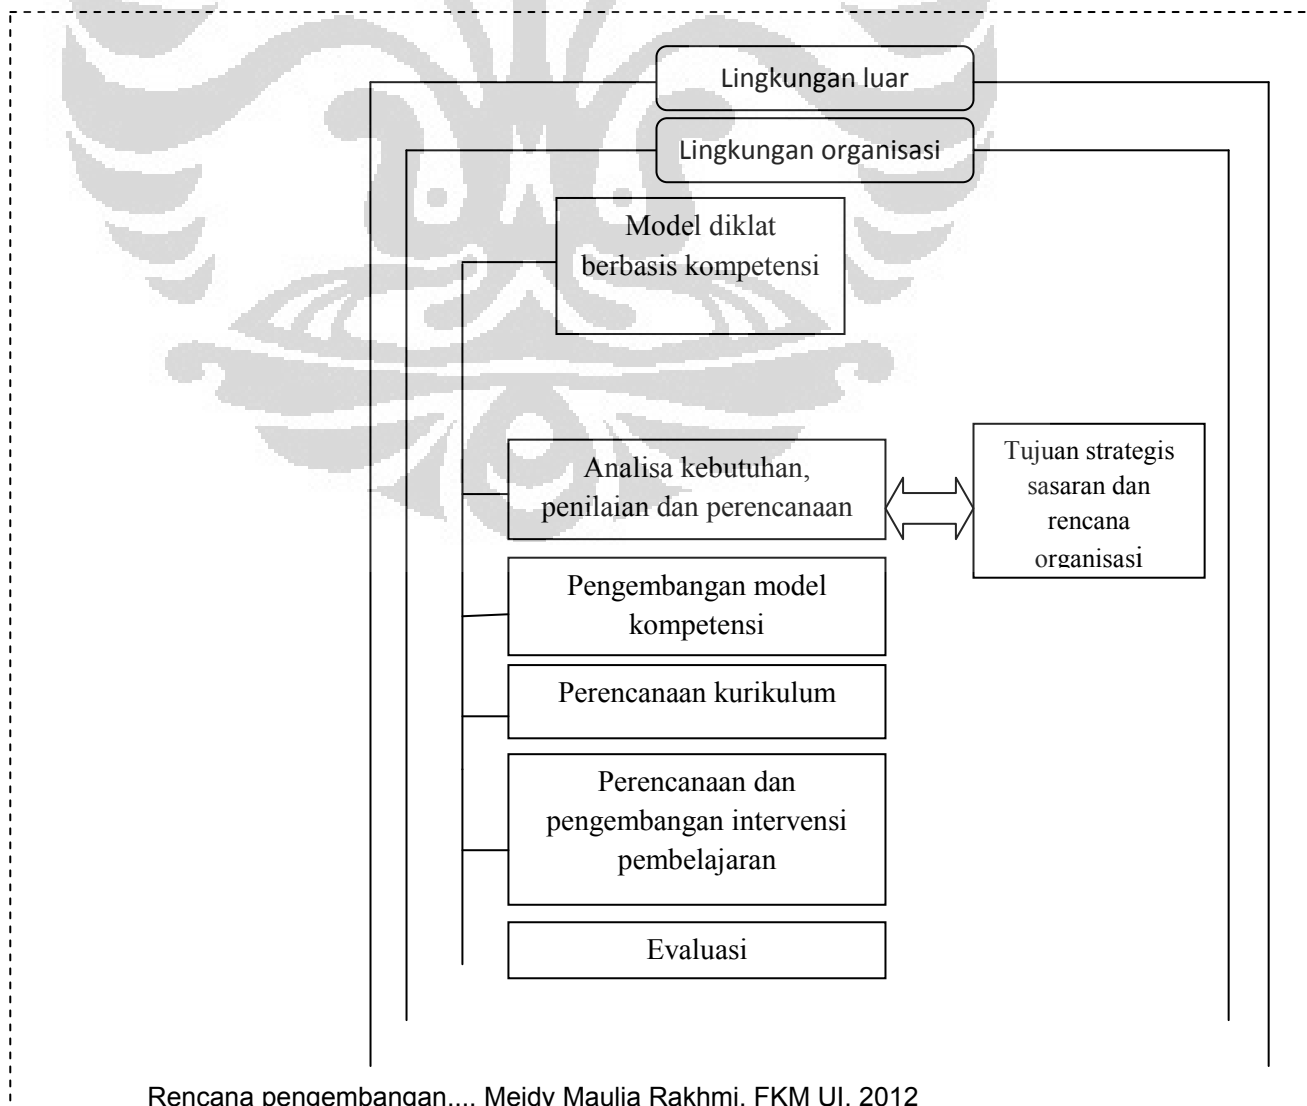 Lingkungan luar
Lingkungan organisasi
Model diklat
berbasis kompetensi
Analisa kebutuhan,
penilaian dan perencanaan
Tujuan strategis
sasaran dan
rencana
organisasi
Pengembangan model
kompetensi
Perencanaan kurikulum
Perencanaan dan
pengembangan intervensi
pembelajaran
Evaluasi
Rencana pengembangan...., Meidy Maulia Rakhmi, FKM UI, 2012